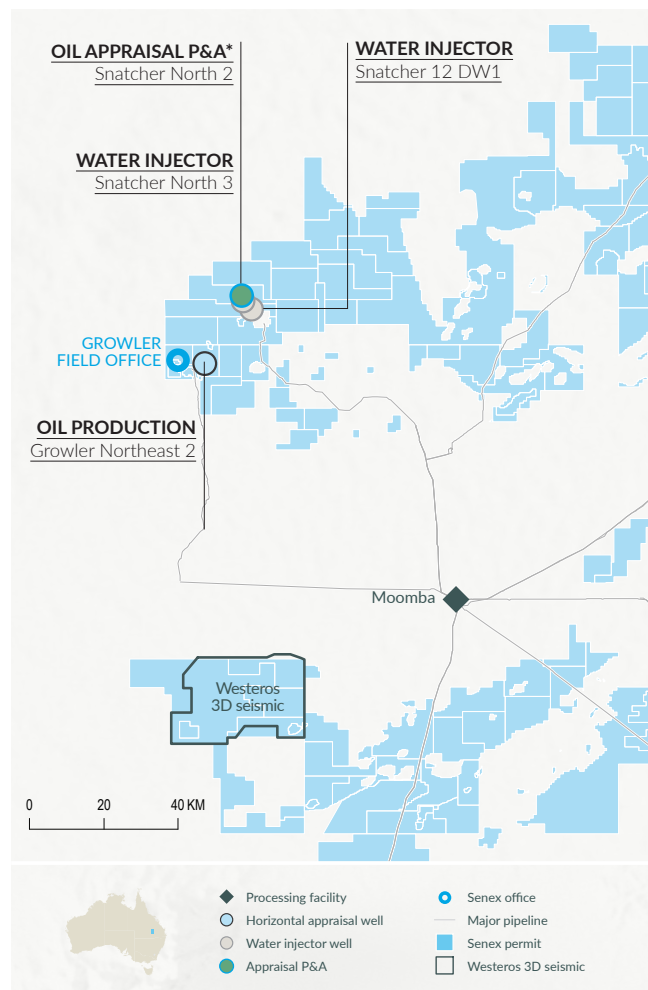 OIL APPRAISAL P&A*
Snatcher North 2
WATER INJECTOR
Snatcher 12 DW1
WATER INJECTOR
Snatcher North 3
GROWLER
FIELD OFFICE
OIL PRODUCTION
Growler Northeast 2
Moomba
Westeros
3D seismic
0 20 40 KM
Processing facility
Horizontal appraisal well
Water injector well
Appraisal P&A
Senex office
Major pipeline
Senex permit
Westeros 3D seismic